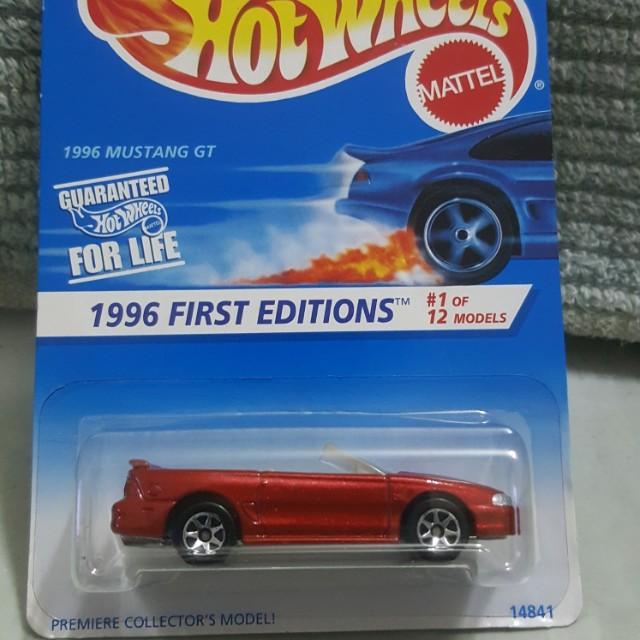 HOT WHEELS
MATTEL
®
1996 MUSTANG GT
GUARANTEED
HOT WHEELS
MATTEL
FOR LIFE
1996 FIRST EDITIONS™
#1 OF
12 MODELS
PREMIERE COLLECTOR'S MODEL!
14841